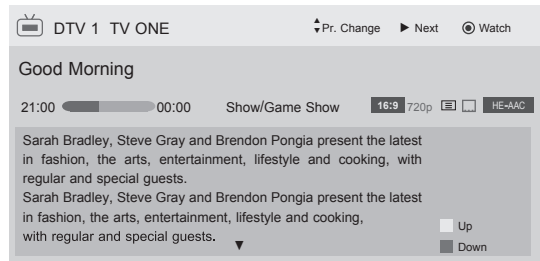 DTV 1 TV ONE Pr. Change Next Watch
Good Morning
21:00 00:00 Show/Game Show 16:9 720p HE-AAC
Sarah Bradley, Steve Gray and Brendon Pongia present the latest
in fashion, the arts, entertainment, lifestyle and cooking, with
regular and special guests.
Sarah Bradley, Steve Gray and Brendon Pongia present the latest
in fashion, the arts, entertainment, lifestyle and cooking,
with regular and special guests.
Up
Down